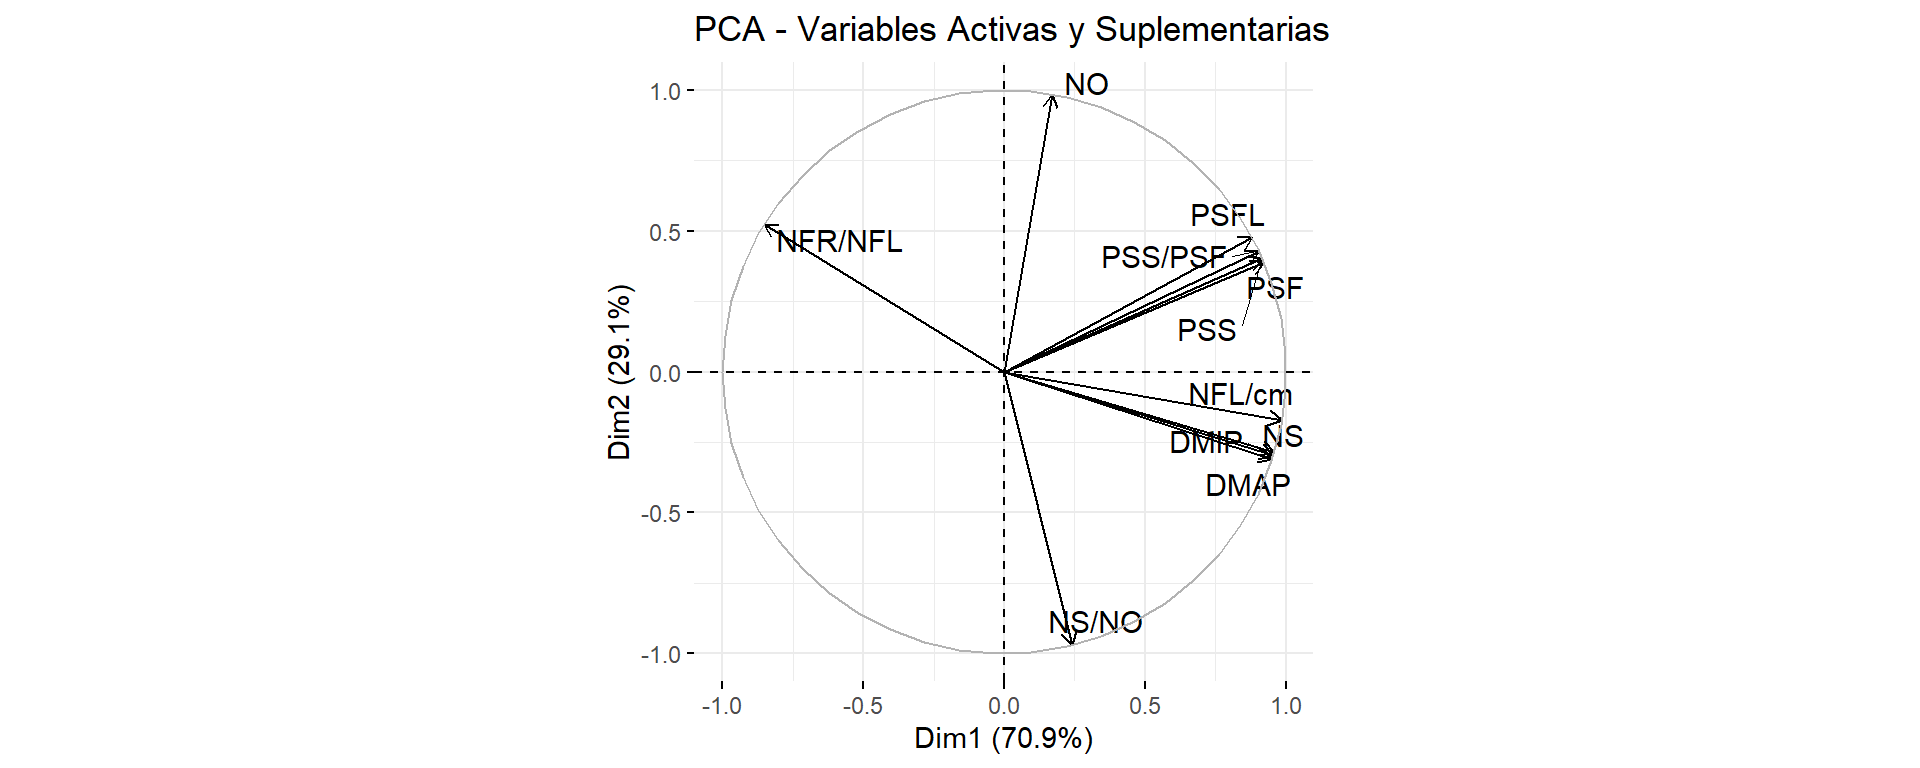 PCA - Variables Activas y Suplementarias
NO
1.0
PSFL
0.5
NFR/NFL
PSS/PSF
PSF
PSS
Dim2 (29.1%)
0.0
NFL/cm
DMIP
NS
DMAP
-0.5
NS/NO
-1.0
-1.0 -0.5 0.0 0.5 1.0
Dim1 (70.9%)